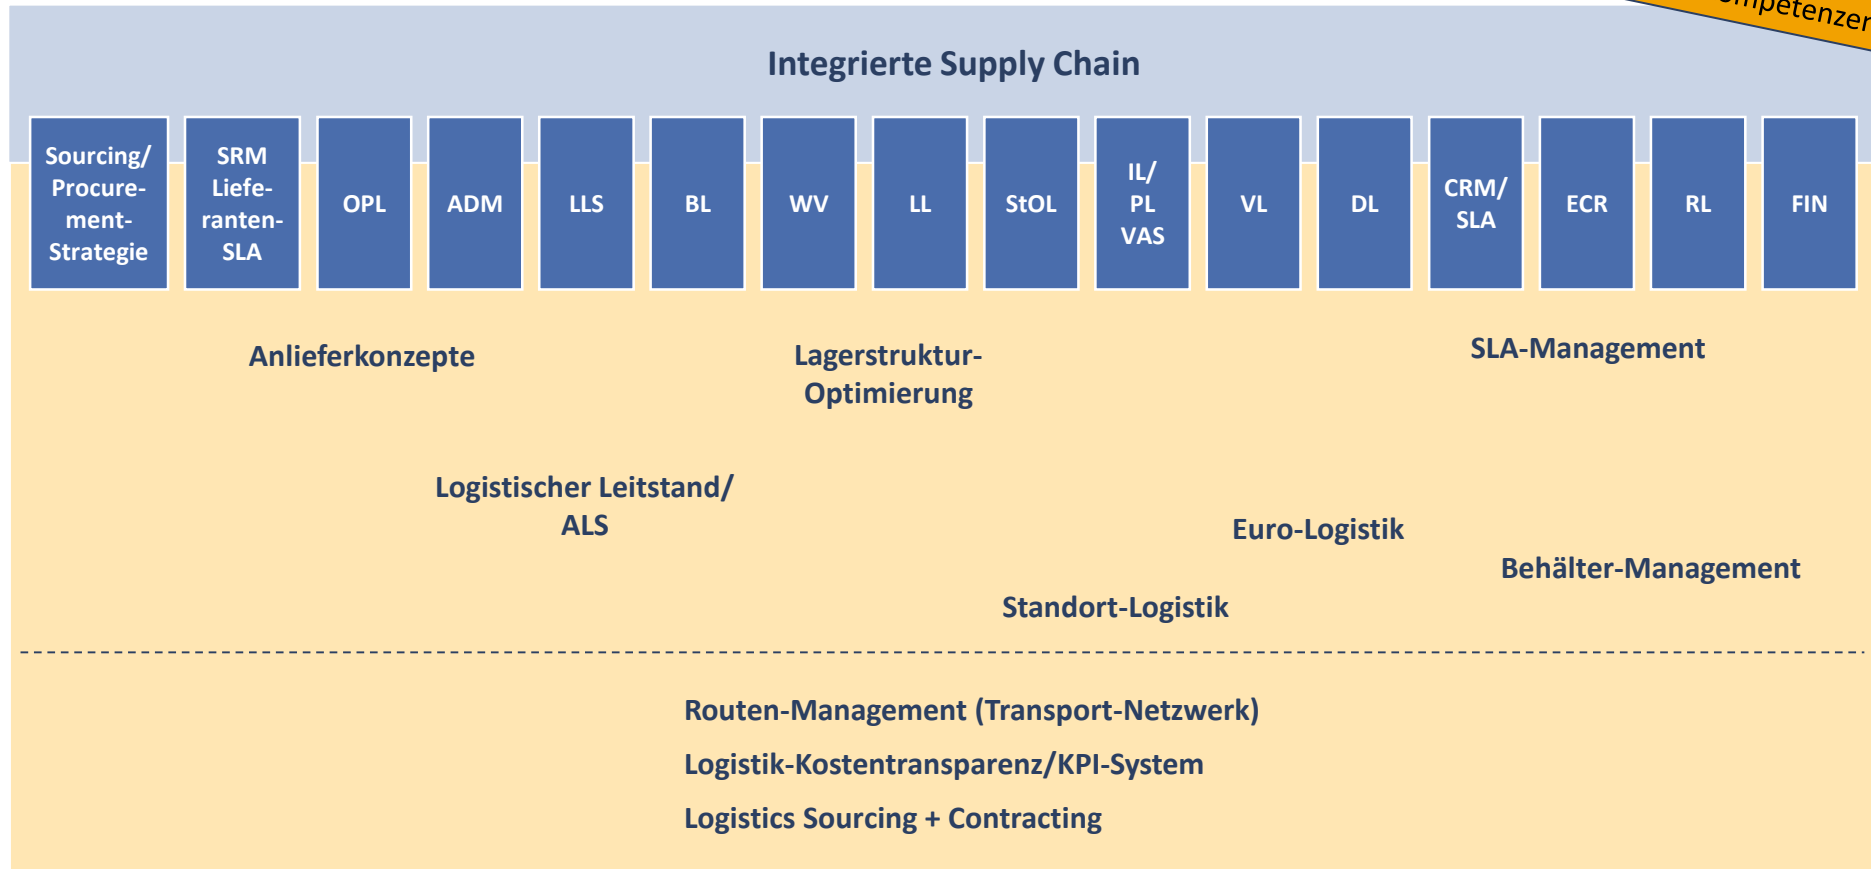 Integrierte Supply Chain
Sourcing/
Procure-
ment-
Strategie
SRM
Liefe-
ranten-
SLA
OPL
ADM
LLS
BL
WV
LL
StOL
IL/
PL
VAS
VL
DL
CRM/
SLA
ECR
RL
FIN
Anlieferkonzepte
Lagerstruktur-
Optimierung
SLA-Management
Logistischer Leitstand/
ALS
Euro-Logistik
Behälter-Management
Standort-Logistik
Routen-Management (Transport-Netzwerk)
Logistik-Kostentransparenz/KPI-System
Logistics Sourcing + Contracting